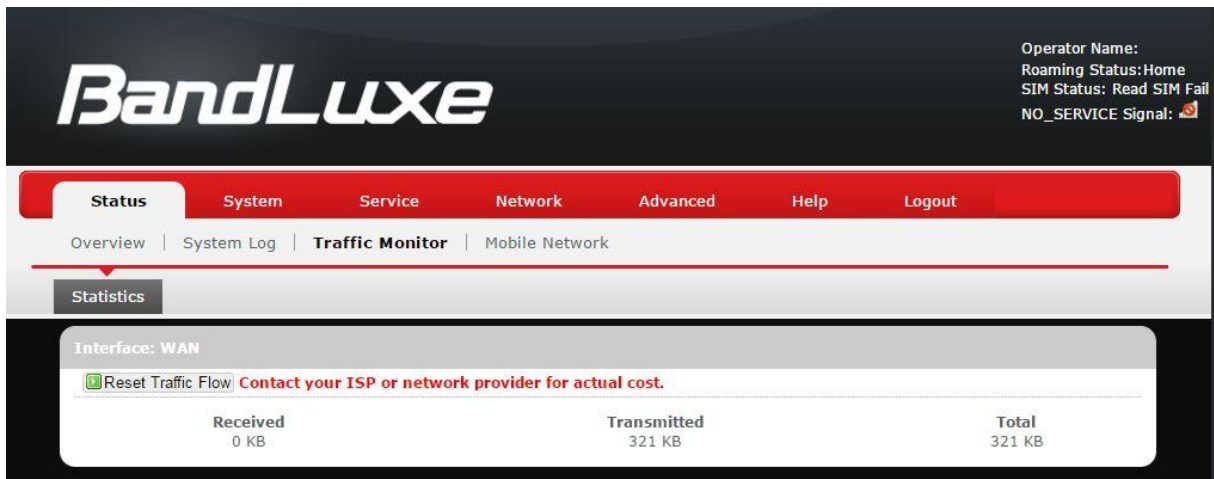 BandLuxe
Operator Name:
Roaming Status:Home
SIM Status: Read SIM Fail
NO_SERVICE Signal:
Status System Service Network Advanced Help Logout
Overview | System Log | Traffic Monitor | Mobile Network
Statistics
Interface: WAN
Reset Traffic Flow Contact your ISP or network provider for actual cost.
Received Transmitted Total
0 KB 321 KB 321 KB